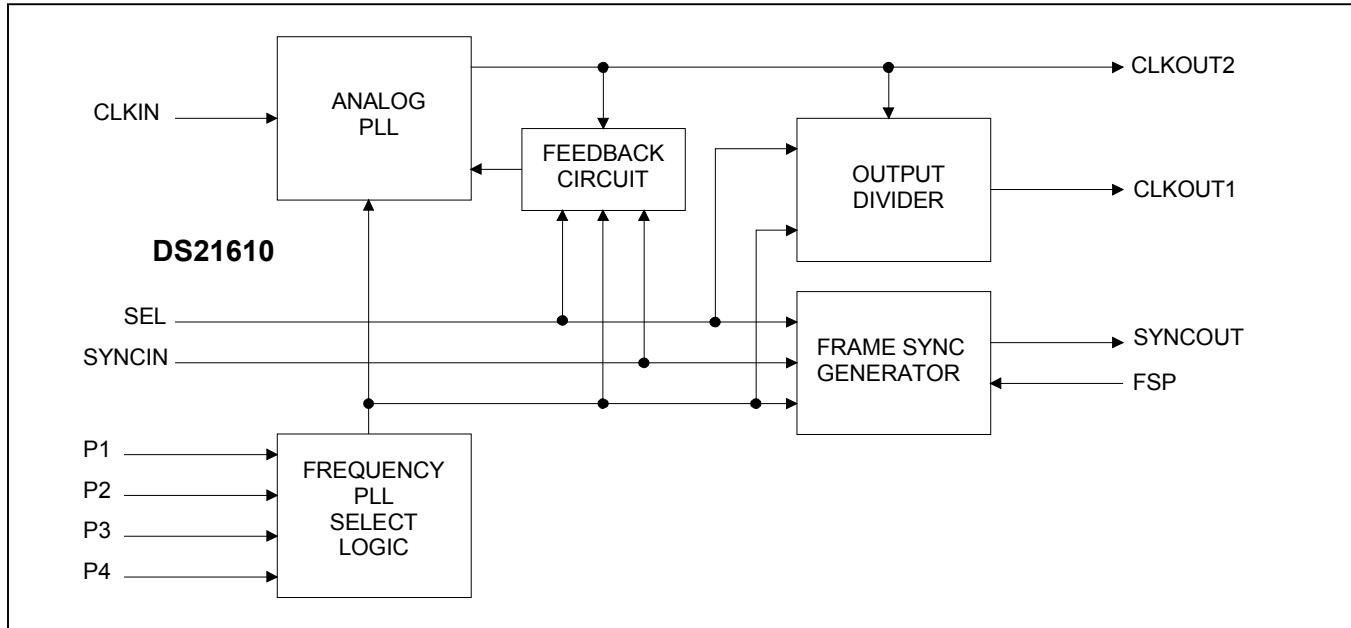 ANALOG
PLL
CLKOUT2
CLKIN
FEEDBACK
CIRCUIT
OUTPUT
DIVIDER
CLKOUT1
DS21610
SEL
SYNCIN
FRAME SYNC
GENERATOR
SYNCOUT
FSP
P1
P2
P3
P4
FREQUENCY
PLL
SELECT
LOGIC